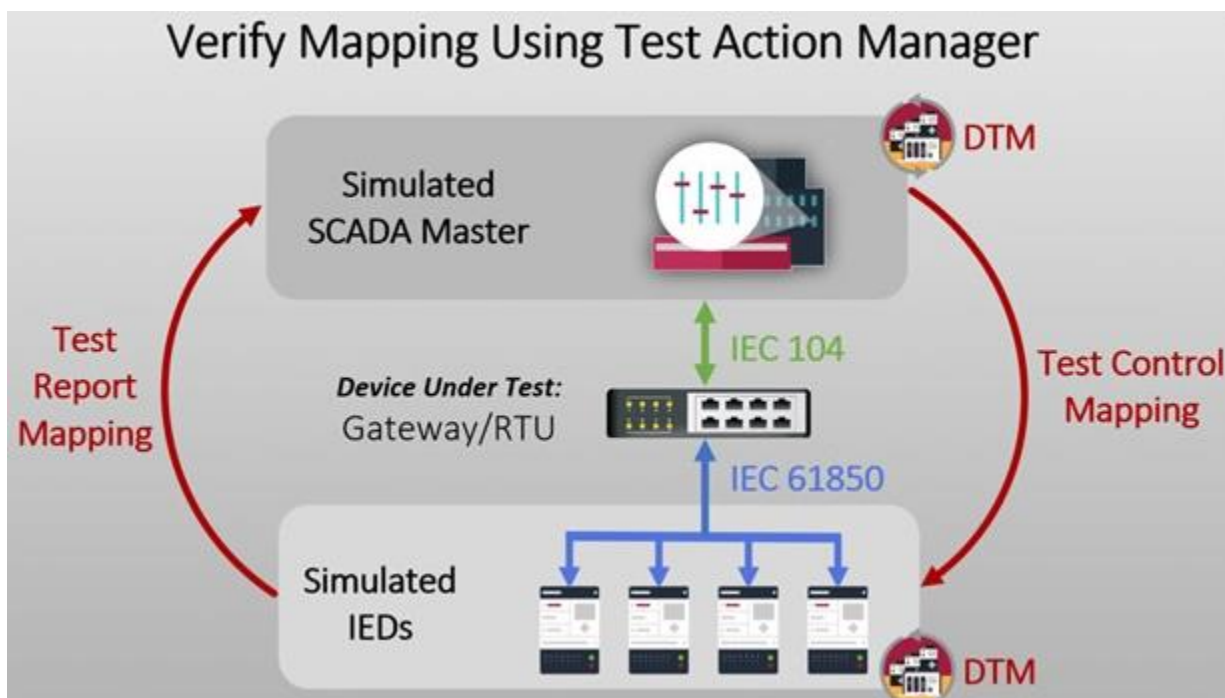 Verify Mapping Using Test Action Manager
DTM
Simulated
SCADA Master
IEC 104
Test
Report
Mapping
Device Under Test:
Gateway/RTU
Test Control
Mapping
IEC 61850
Simulated
IEDs
DTM